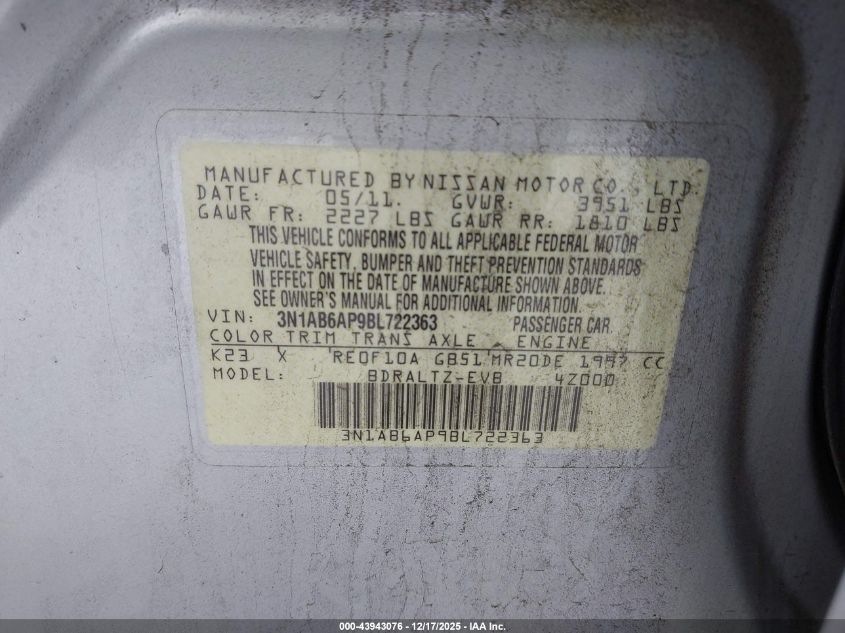 MANUFACTURED BY NISSAN MOTOR CO., LTD.
DATE: 05/11. GVWR: 3951 LBS
GAWR FR: 2227 LBS GAWR RR: 1810 LBS
THIS VEHICLE CONFORMS TO ALL APPLICABLE FEDERAL MOTOR
VEHICLE SAFETY, BUMPER AND THEFT PREVENTION STANDARDS
IN EFFECT ON THE DATE OF MANUFACTURE SHOWN ABOVE.
SEE OWNER'S MANUAL FOR ADDITIONAL INFORMATION.
VIN: 3N1AB6AP9BL722363 PASSENGER CAR.
COLOR TRIM TRANS AXLE ENGINE
K23 X RE0F10A GB51 MR20DE 1997 CC
MODEL: BDRALTZ-EVB 4Z000
3N1AB6AP9BL722363
000-43943076 - 12/17/2025 - IAA Inc.